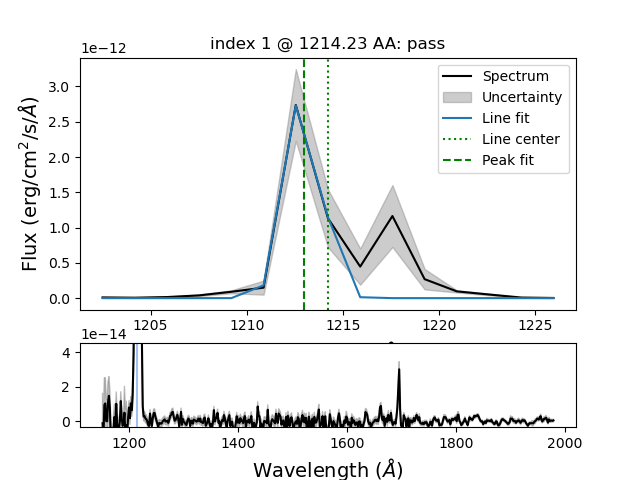 index 1 @ 1214.23 AA: pass
1e−12
Flux (erg/cm²/s/Å)
3.0
2.5
2.0
1.5
1.0
0.5
0.0
Spectrum
Uncertainty
Line fit
Line center
Peak fit
1205 1210 1215 1220 1225
1e−14
4
2
0
1200 1400 1600 1800 2000
Wavelength (Å)